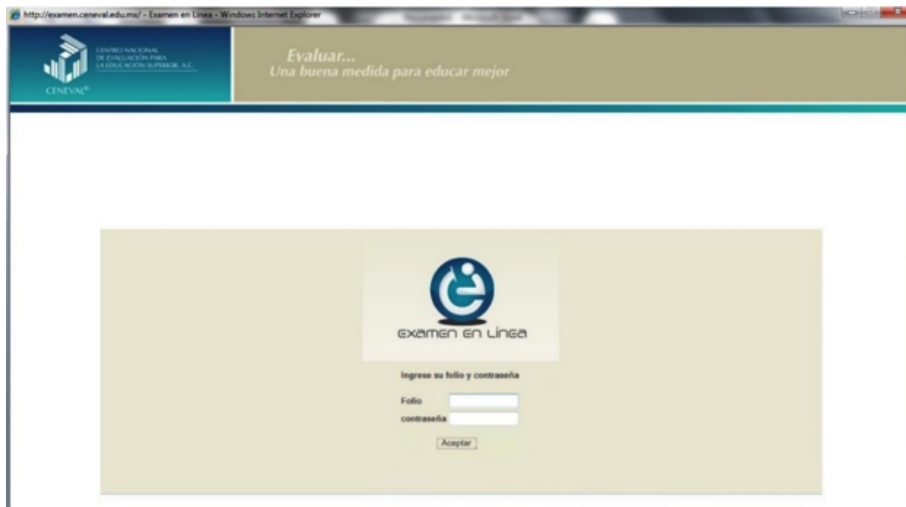 http://examen.ceneval.edu.mx/ - Examen en Línea - Windows Internet Explorer
CENTRO NACIONAL
DE EVALUACIÓN PARA
LA EDUCACIÓN SUPERIOR, A.C.
CENEVAL®
Evaluar...
Una buena medida para educar mejor
examen en línea
Ingrese su folio y contraseña
Folio
contraseña
Aceptar